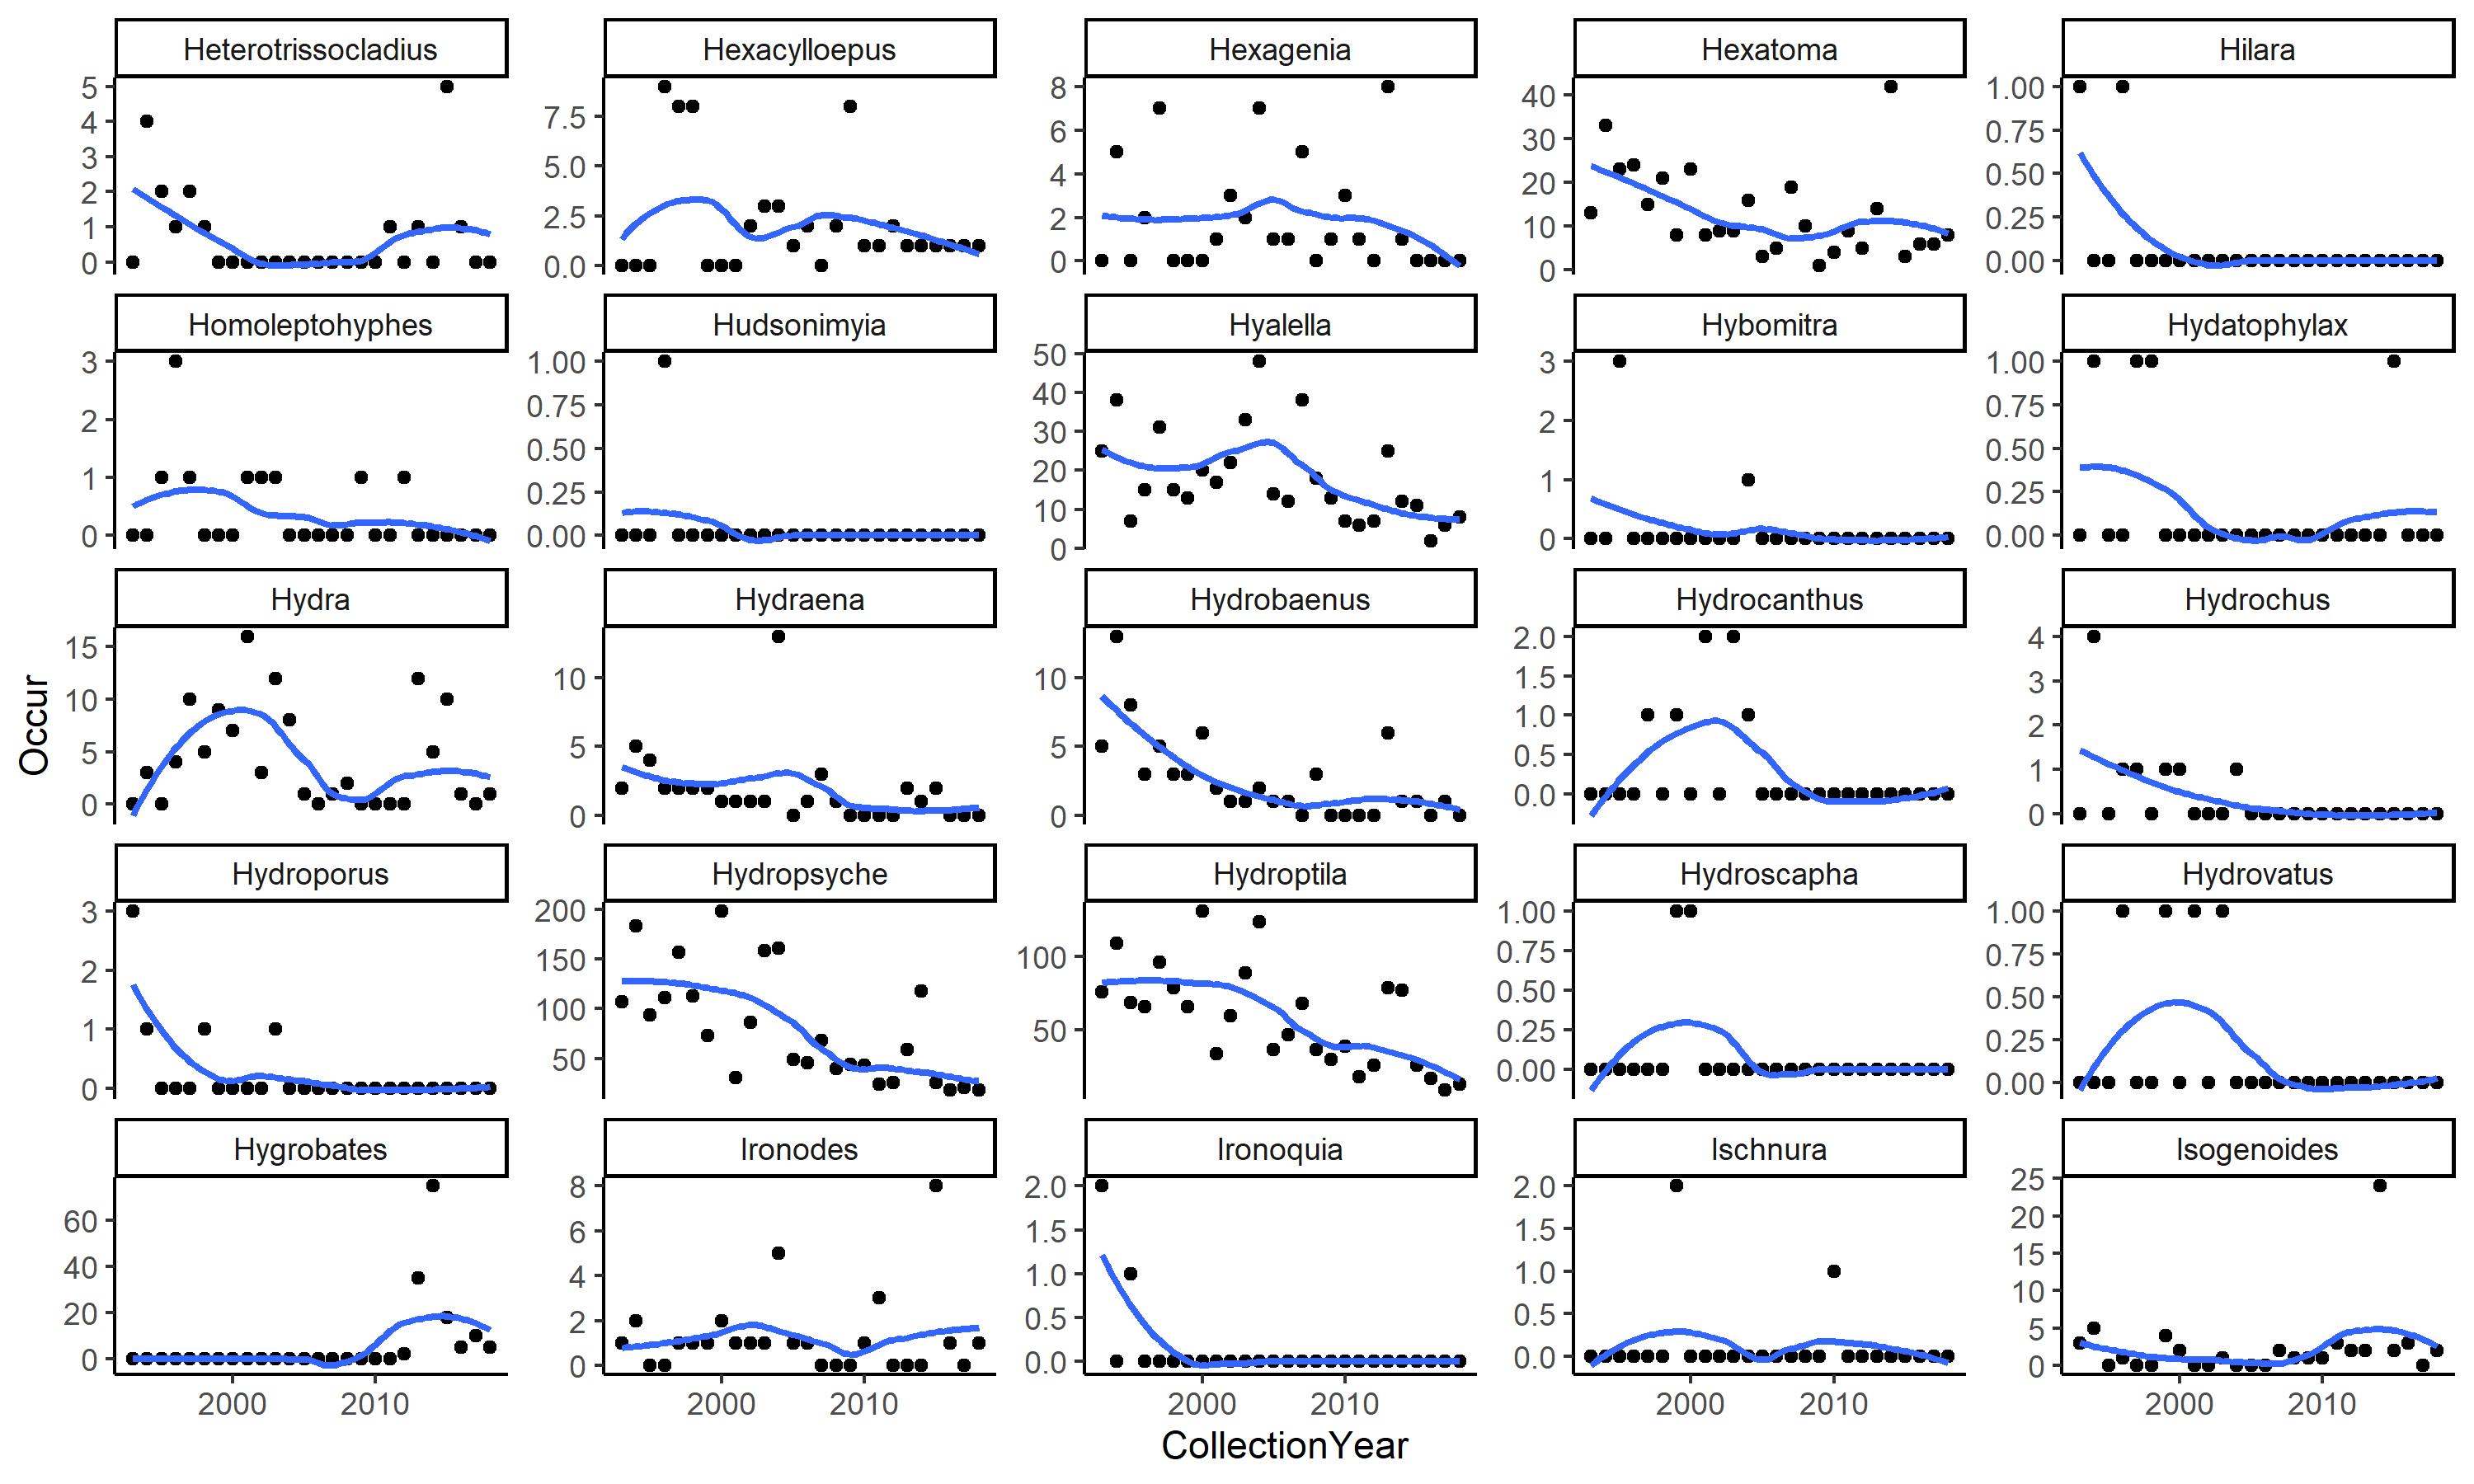 Heterotrissocladius Hexacylloepus Hexagenia Hexatoma Hilara
5 4 3 2 1 0
7.5 5.0 2.5 0.0
8 6 4 2 0
40 30 20 10 0
1.00 0.75 0.50 0.25 0.00
Homoleptohyphes Hudsonimyia Hyalella Hybomitra Hydatophylax
3 2 1 0
1.00 0.75 0.50 0.25 0.00
50 40 30 20 10 0
3 2 1 0
1.00 0.75 0.50 0.25 0.00
Hydra Hydraena Hydrobaenus Hydrocanthus Hydrochus
15 10 5 0
10 5 0
10 5 0
2.0 1.5 1.0 0.5 0.0
4 3 2 1 0
Occur
Hydroporus Hydropsyche Hydroptila Hydroscapha Hydrovatus
3 2 1 0
200 150 100 50
100 50
1.00 0.75 0.50 0.25 0.00
1.00 0.75 0.50 0.25 0.00
Hygrobates Ironodes Ironoquia Ischnura Isogenoides
60 40 20 0
8 6 4 2 0
2.0 1.5 1.0 0.5 0.0
2.0 1.5 1.0 0.5 0.0
25 20 15 10 5 0
2000 2010 2000 2010 2000 2010 2000 2010 2000 2010
CollectionYear